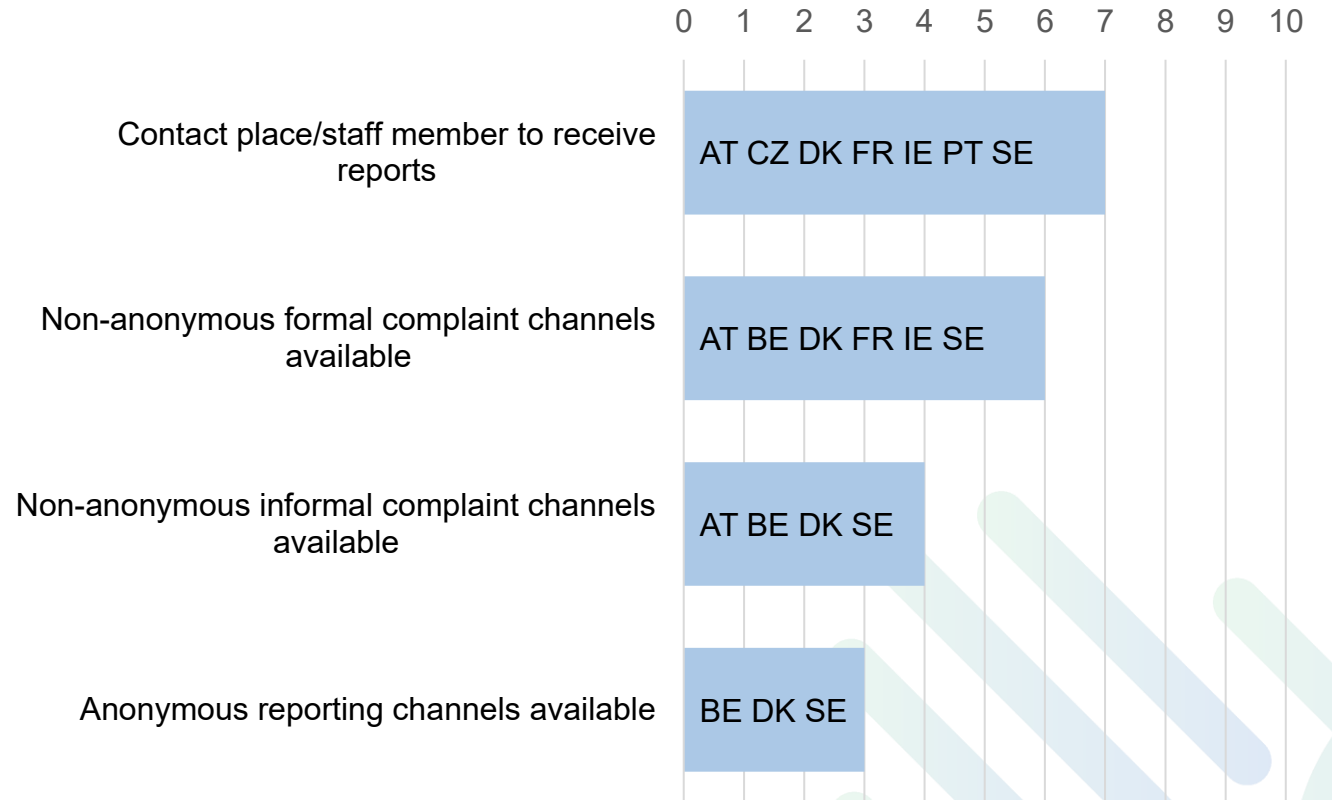 0 1 2 3 4 5 6 7 8 9 10
Contact place/staff member to receive
reports
AT CZ DK FR IE PT SE
Non-anonymous formal complaint channels
available
AT BE DK FR IE SE
Non-anonymous informal complaint channels
available
AT BE DK SE
Anonymous reporting channels available
BE DK SE